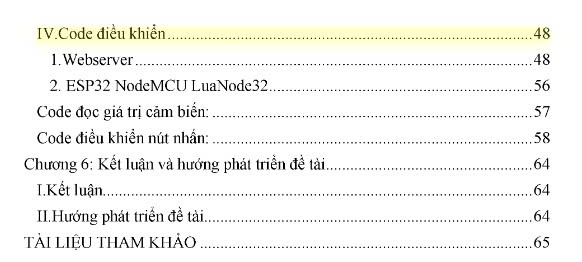 IV.Code điều khiển.....48
1.Webserver.....48
2. ESP32 NodeMCU LuaNode32.....56
Code đọc giá trị cảm biến:.....57
Code điều khiển nút nhấn:.....58
Chương 6: Kết luận và hướng phát triển đề tài.....64
I.Kết luận.....64
II.Hướng phát triển đề tài.....64
TÀI LIỆU THAM KHẢO.....65